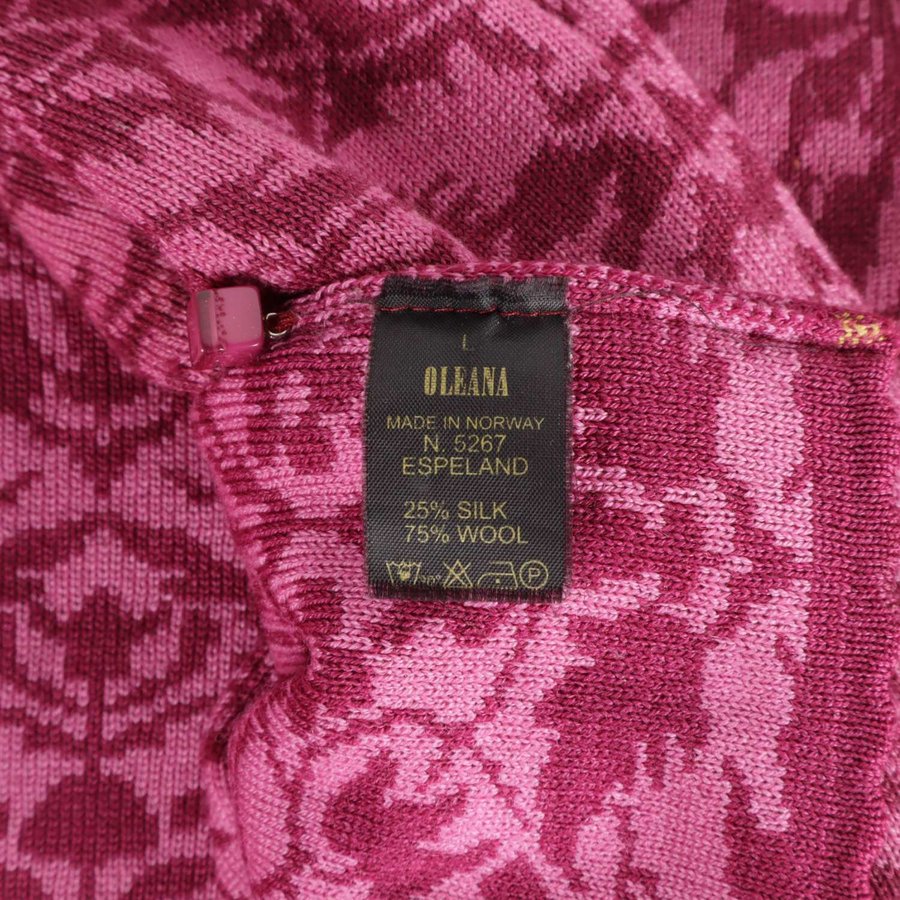 L
OLEANA
MADE IN NORWAY
N. 5267
ESPELAND
25% SILK
75% WOOL
P